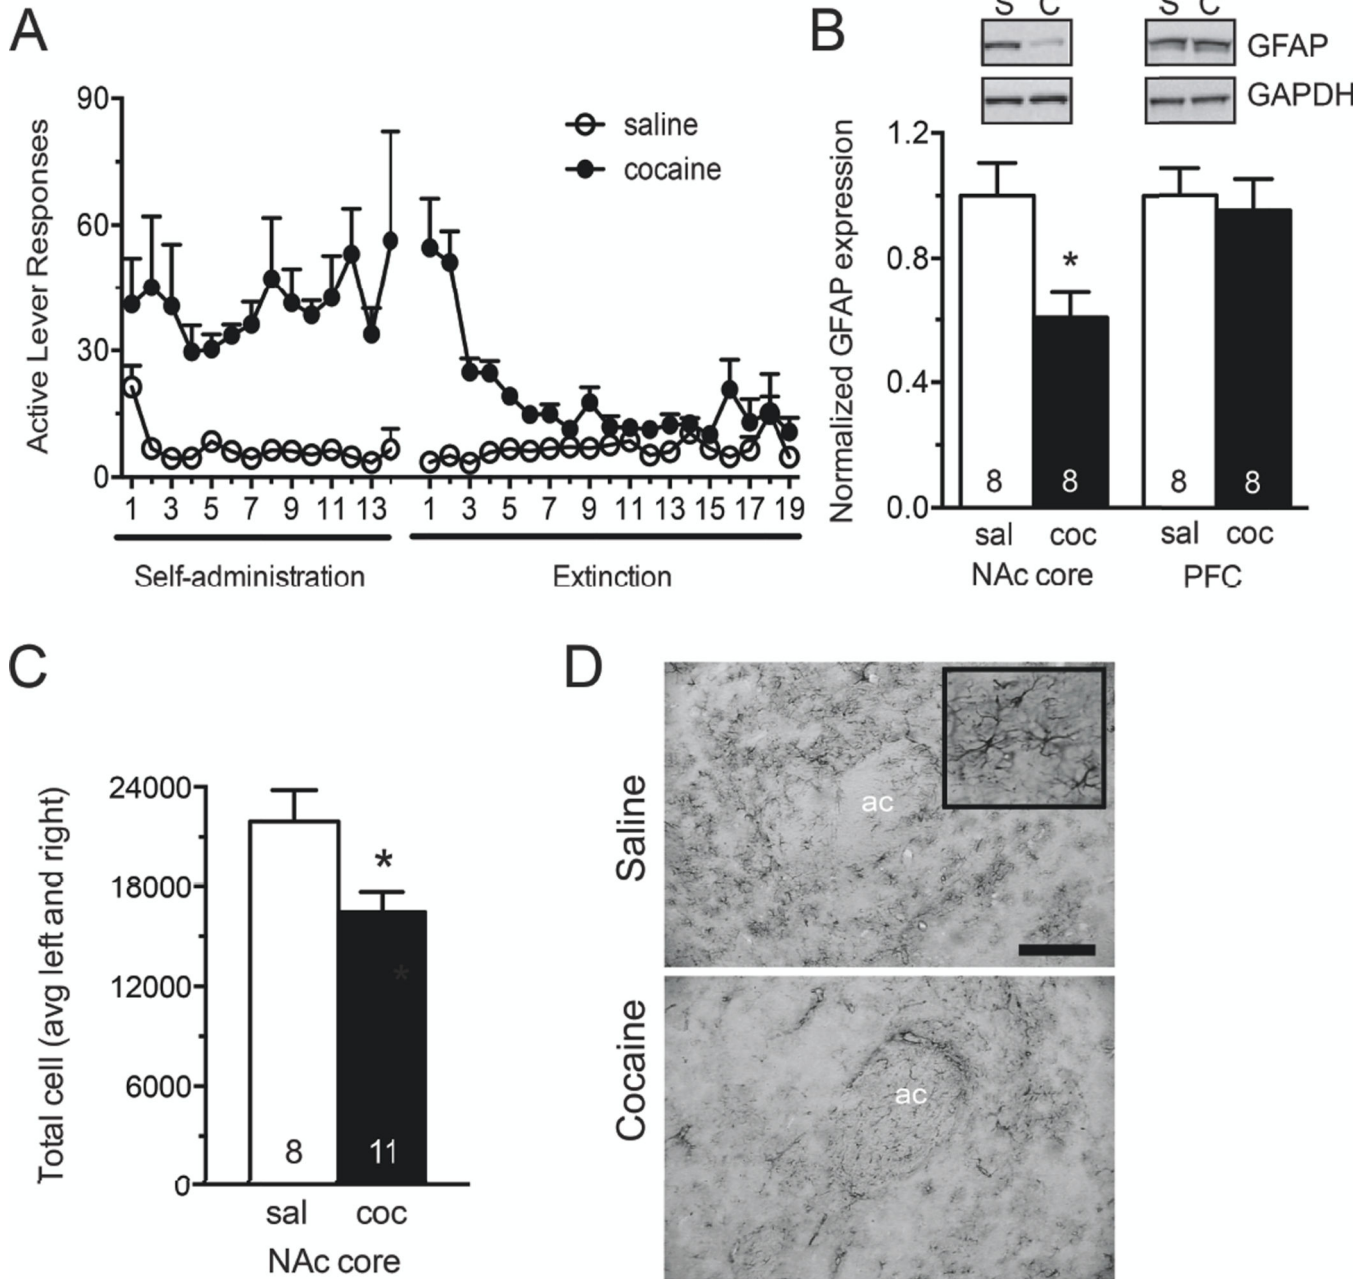 A
90
60
30
0
Active Lever Responses
saline
cocaine
1 3 5 7 9 11 13 1 3 5 7 9 11 13 15 17 19
Self-administration Extinction
B
S C S C
GFAP
GAPDH
1.2
0.8
0.4
0.0
Normalized GFAP expression
*
8 8 8 8
sal coc sal coc
NAc core PFC
C
24000
18000
12000
6000
0
Total cell (avg left and right)
*
*
8 11
sal coc
NAc core
D
Saline
ac
Cocaine
ac